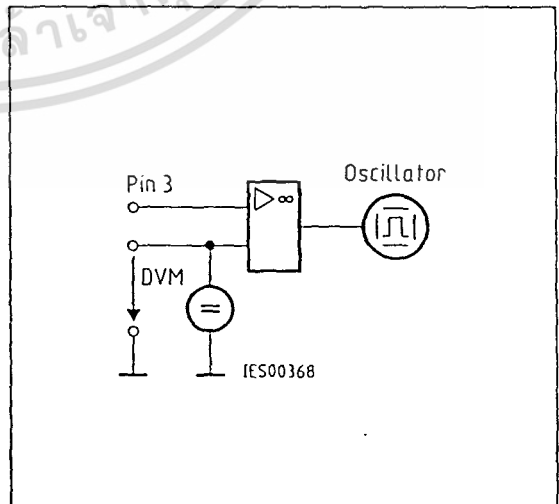 Pin 3
Oscillator
▷ ∞
DVM
=
IES00368